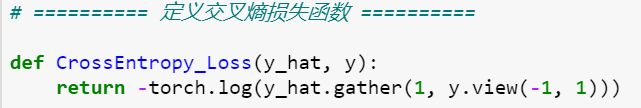 # ========== 定义交叉熵损失函数 ==========
def CrossEntropy_Loss(y_hat, y):
    return -torch.log(y_hat.gather(1, y.view(-1, 1)))